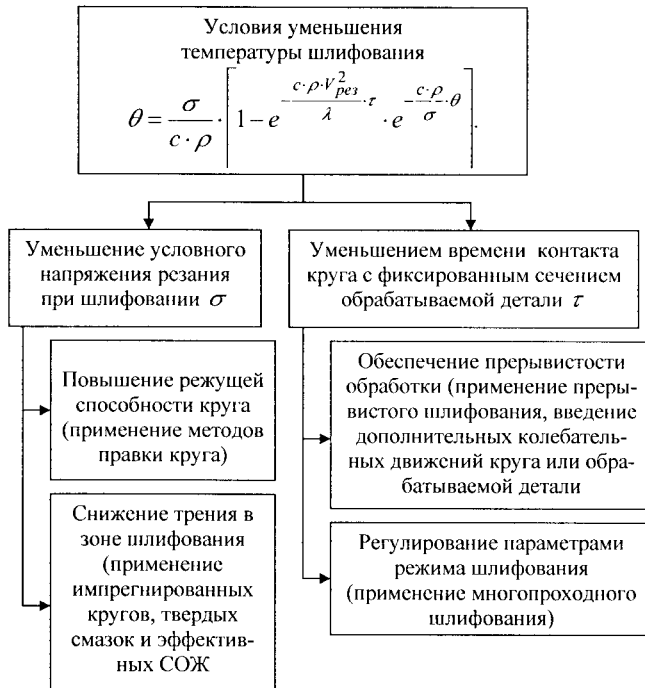 Условия уменьшения
температуры шлифования
θ = σ / (c · ρ) · [1 − e^(−(c·ρ·V²рез / λ)·τ) · e^(−(c·ρ / σ)·θ)].
Уменьшение условного
напряжения резания
при шлифовании σ
Повышение режущей
способности круга
(применение методов
правки круга)
Снижение трения в
зоне шлифования
(применение
импрегнированных
кругов, твердых
смазок и эффектив-
ных СОЖ
Уменьшением времени контакта
круга с фиксированным сечением
обрабатываемой детали τ
Обеспечение прерывистости
обработки (применение преры-
вистого шлифования, введение
дополнительных колебатель-
ных движений круга или обра-
батываемой детали
Регулирование параметрами
режима шлифования
(применение многопроходного
шлифования)